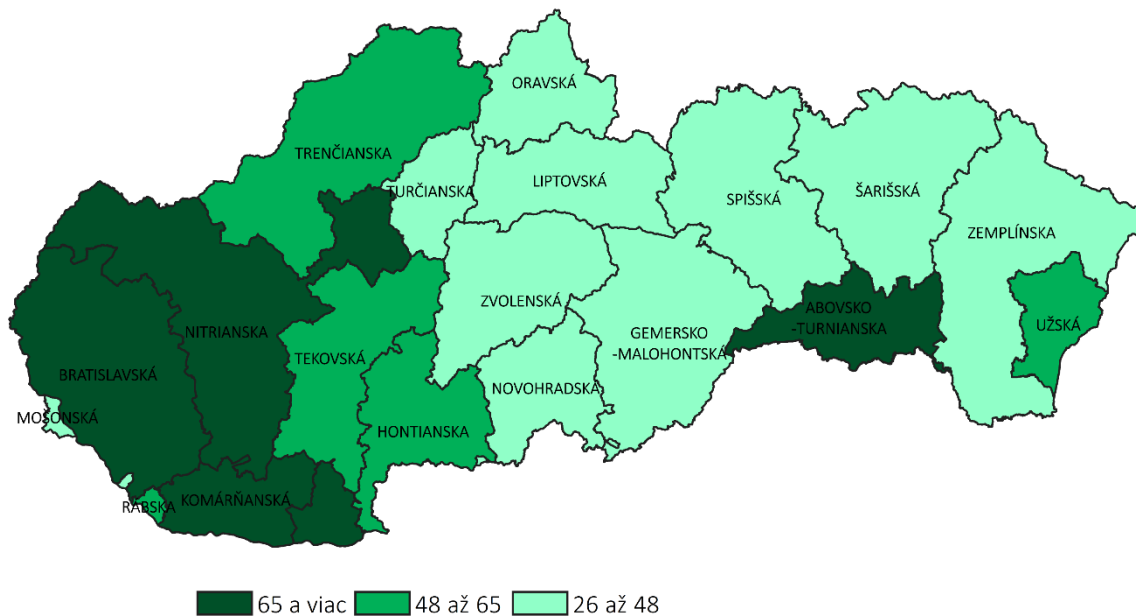 ORAVSKÁ
TRENČIANSKA
TURČIANSKA
LIPTOVSKÁ
SPIŠSKÁ
ŠARIŠSKÁ
ZEMPLÍNSKA
NITRIANSKA
ZVOLENSKÁ
ABOVSKO
-TURNIANSKA
UŽSKÁ
GEMERSKO
-MALOHONTSKÁ
TEKOVSKÁ
BRATISLAVSKÁ
NOVOHRADSKÁ
MOŠONSKÁ
HONTIANSKA
KOMÁRŇANSKÁ
RÁBSKA
65 a viac 48 až 65 26 až 48